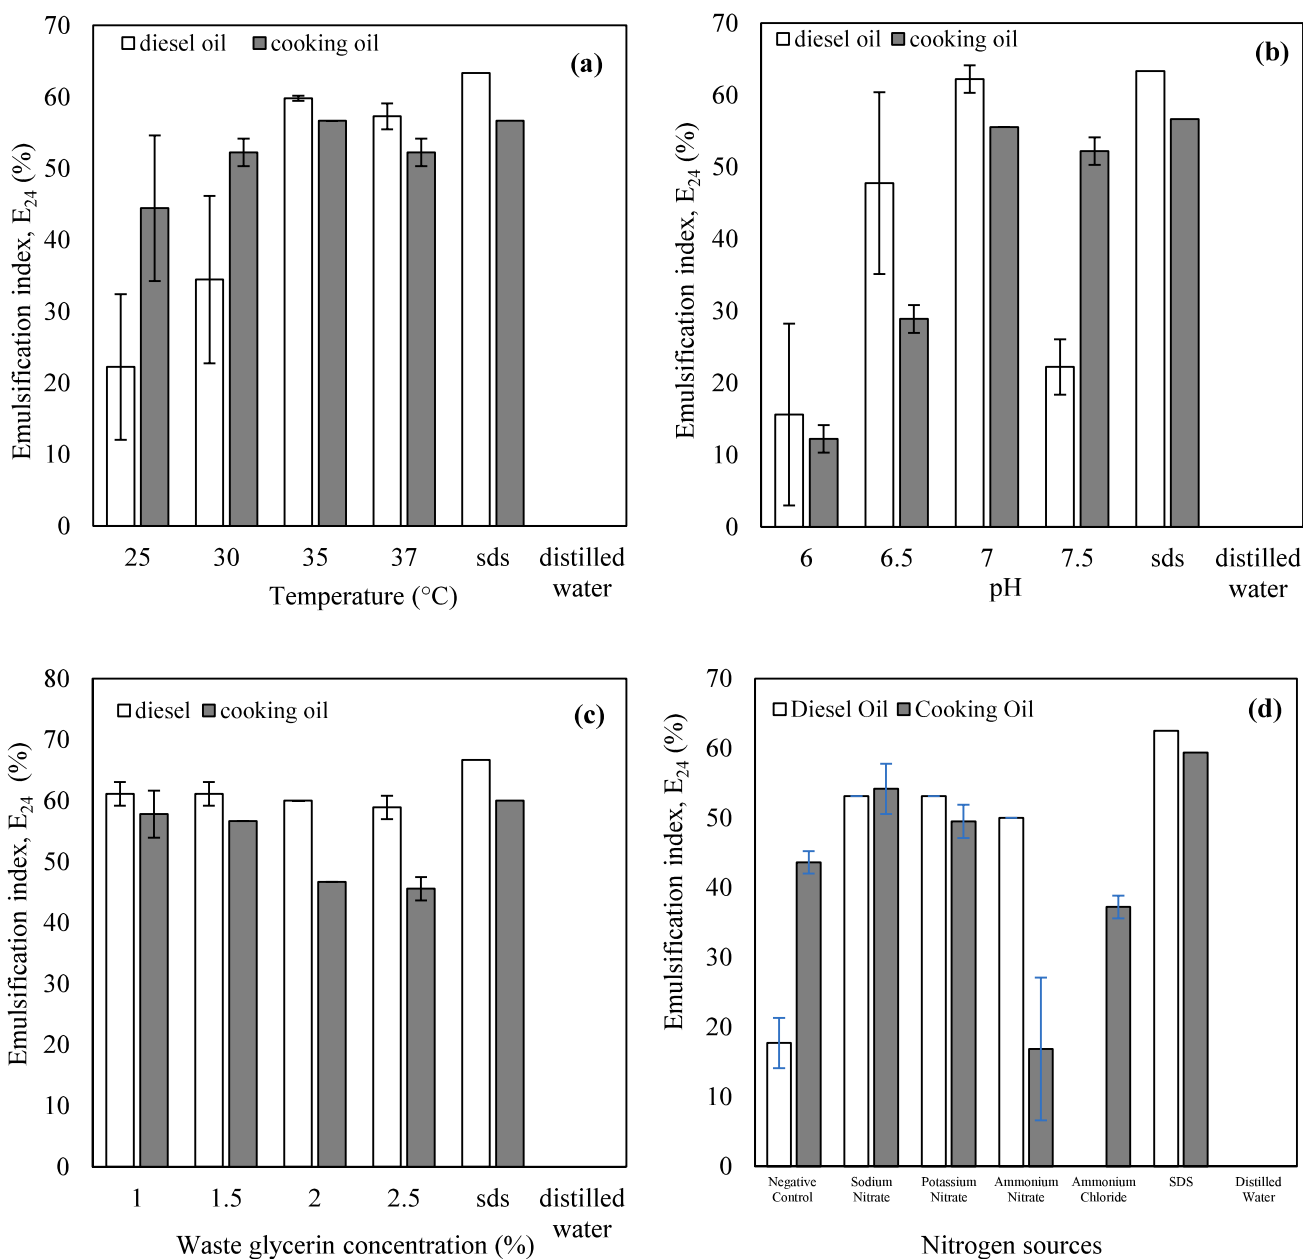 70
60
50
40
30
20
10
0
Emulsification index, E24 (%)
diesel oil cooking oil
(a)
25 30 35 37 sds distilled
water
Temperature (°C)
70
60
50
40
30
20
10
0
Emulsification index, E24 (%)
diesel oil cooking oil
(b)
6 6.5 7 7.5 sds distilled
water
pH
80
70
60
50
40
30
20
10
0
Emulsification index, E24 (%)
diesel cooking oil
(c)
1 1.5 2 2.5 sds distilled
water
Waste glycerin concentration (%)
70
60
50
40
30
20
10
0
Emulsification index, E24 (%)
Diesel Oil Cooking Oil
(d)
Negative Sodium Potassium Ammonium Ammonium SDS Distilled
Control Nitrate Nitrate Nitrate Chloride Water
Nitrogen sources